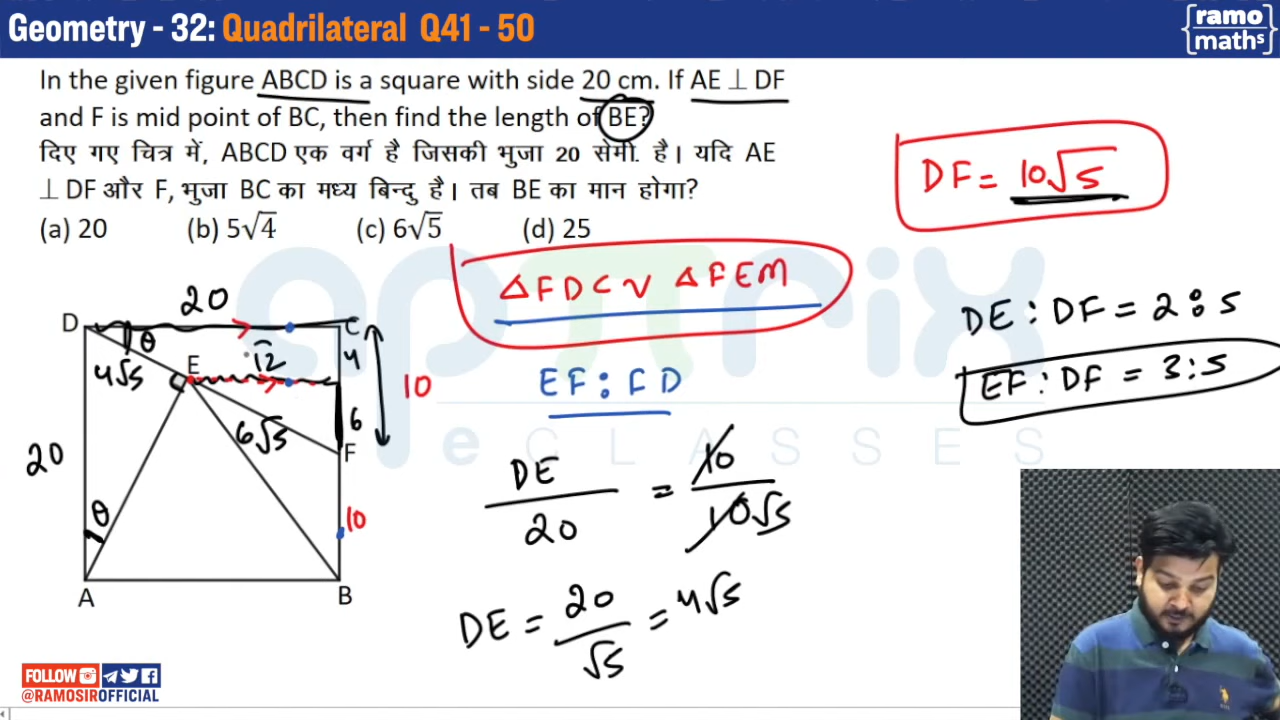 Geometry - 32: Quadrilateral Q41 - 50
{ramo maths}
In the given figure ABCD is a square with side 20 cm. If AE ⊥ DF
and F is mid point of BC, then find the length of BE?
दिए गए चित्र में, ABCD एक वर्ग है जिसकी भुजा 20 सेमी. है। यदि AE
⊥ DF और F, भुजा BC का मध्य बिन्दु है। तब BE का मान होगा?
(a) 20 (b) 5√4 (c) 6√5 (d) 25
DF = 10√5
△FDC ~ △FEM
DE : DF = 2 : 5
EF : DF = 3 : 5
EF : FD
DE/20 = 10/10√5
DE = 20/√5 = 4√5
20
D C
θ
E 12 4
4√5 10
6√5 6
20 F
θ 10
A B
eCLASSES
FOLLOW
@RAMOSIROFFICIAL